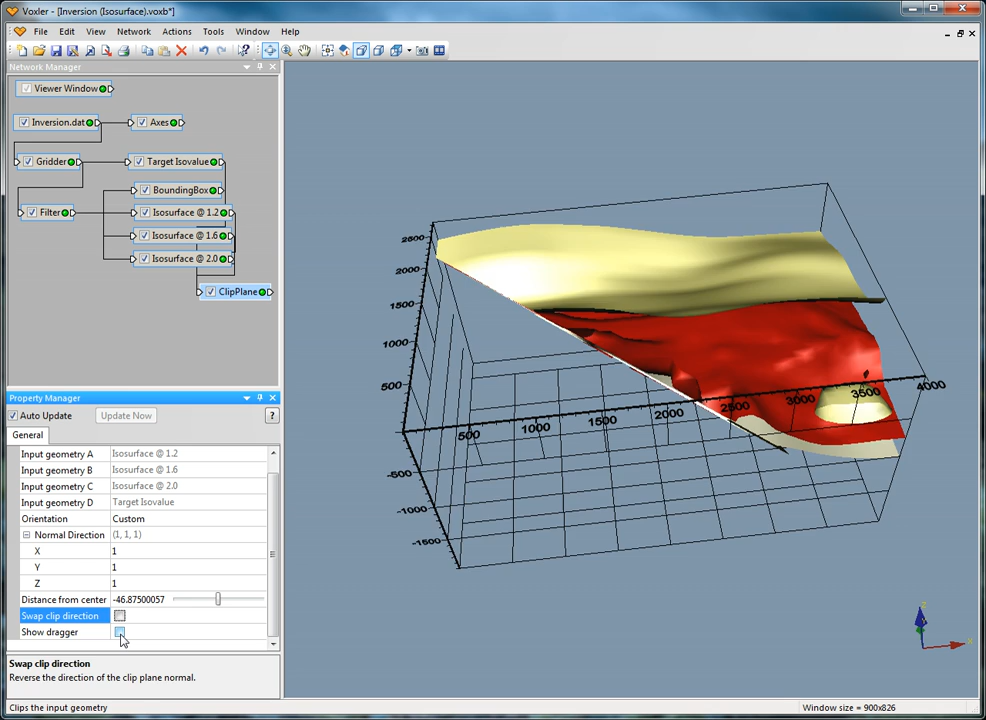 Voxler - [Inversion (Isosurface).voxb*]
File Edit View Network Actions Tools Window Help
Network Manager
Viewer Window
Inversion.dat
Axes
Gridder
Target Isovalue
BoundingBox
Filter
Isosurface @ 1.2
Isosurface @ 1.6
Isosurface @ 2.0
ClipPlane
Property Manager
Auto Update
Update Now
?
General
Input geometry A Isosurface @ 1.2
Input geometry B Isosurface @ 1.6
Input geometry C Isosurface @ 2.0
Input geometry D Target Isovalue
Orientation Custom
Normal Direction (1, 1, 1)
X 1
Y 1
Z 1
Distance from center -46.87500057
Swap clip direction
Show dragger
Swap clip direction
Reverse the direction of the clip plane normal.
2500
2000
1500
1000
500
-500
-1000
-1500
500
1000
1500
2000
2500
3000
3500
4000
X
Clips the input geometry
Window size = 900x826